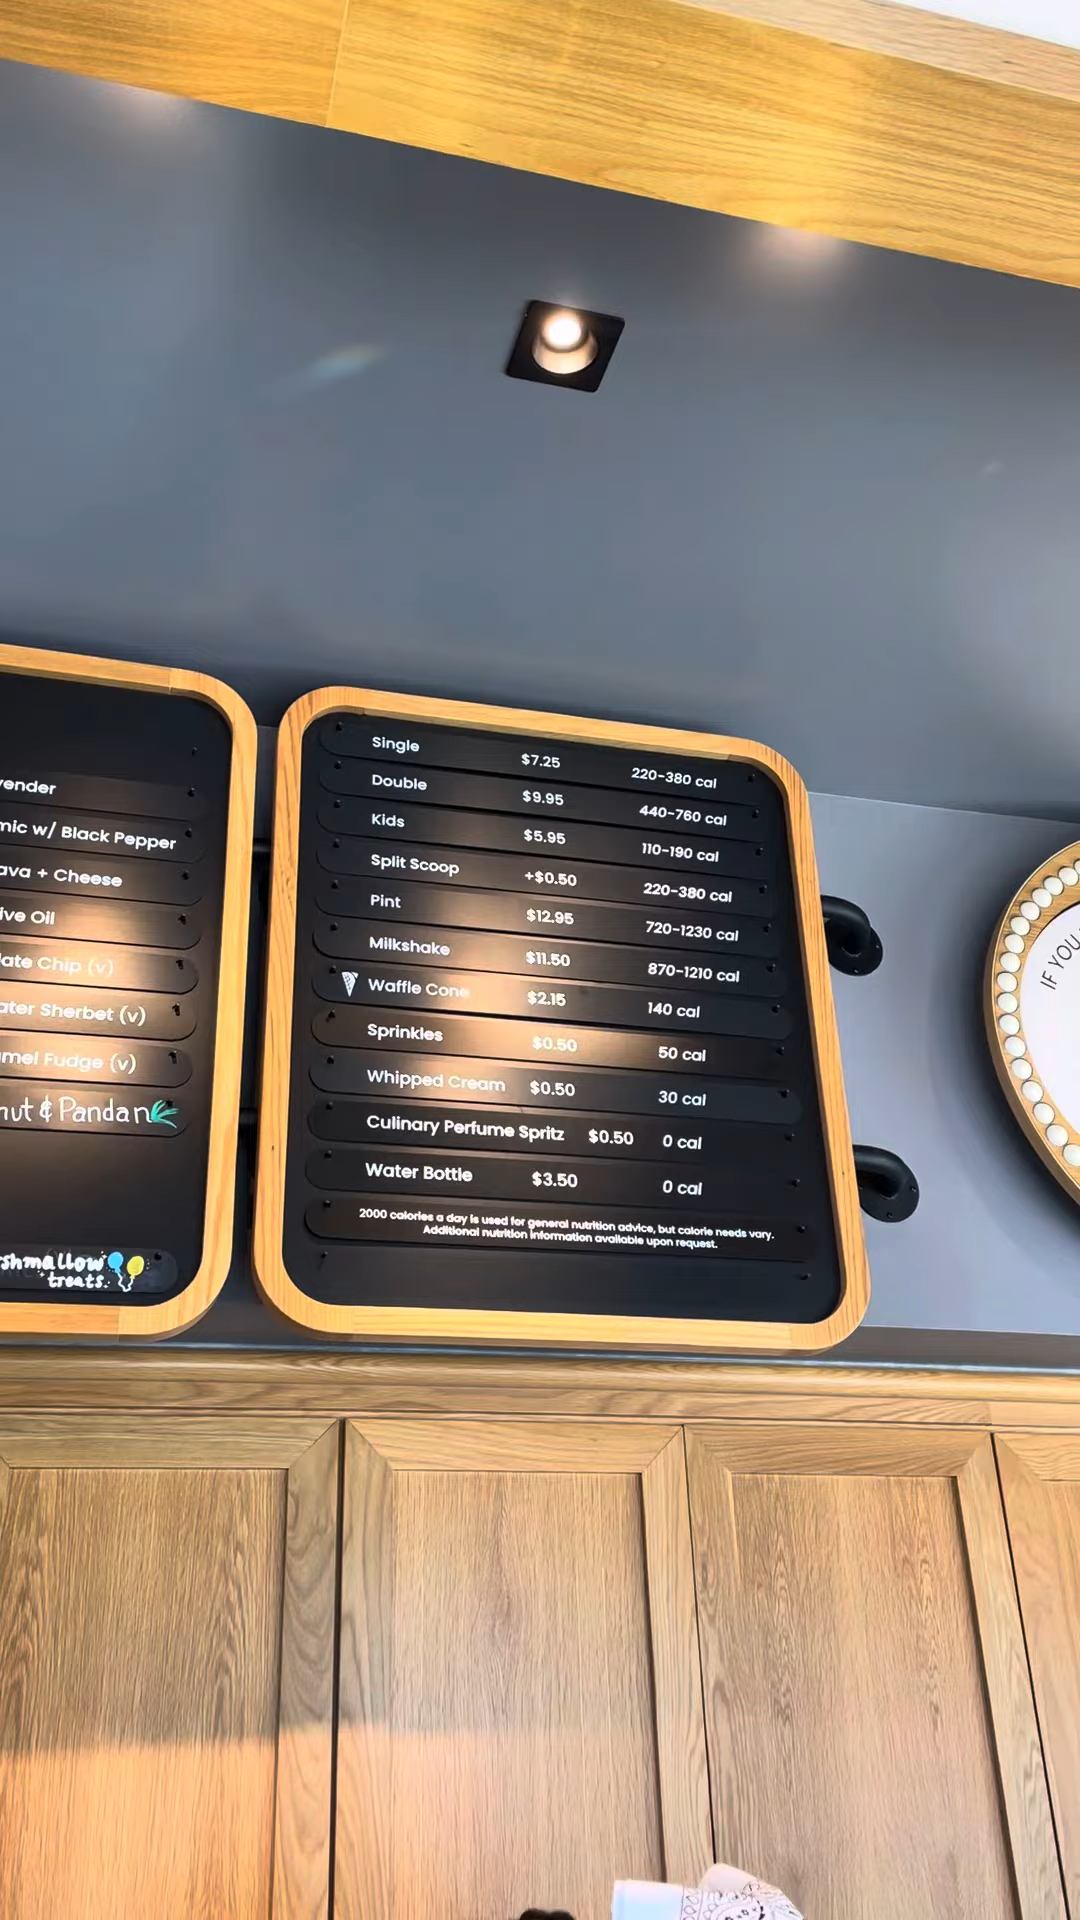 ender
mic w/ Black Pepper
ava + Cheese
ive Oil
ate Chip (v)
ater Sherbet (v)
mel Fudge (v)
nut & Pandan
shmallow
treats.
Single $7.25 220-380 cal
Double $9.95 440-760 cal
Kids $5.95 110-190 cal
Split Scoop +$0.50 220-380 cal
Pint $12.95 720-1230 cal
Milkshake $11.50 870-1210 cal
Waffle Cone $2.15 140 cal
Sprinkles $0.50 50 cal
Whipped Cream $0.50 30 cal
Culinary Perfume Spritz $0.50 0 cal
Water Bottle $3.50 0 cal
2000 calories a day is used for general nutrition advice, but calorie needs vary.
Additional nutrition information available upon request.
IF YOU